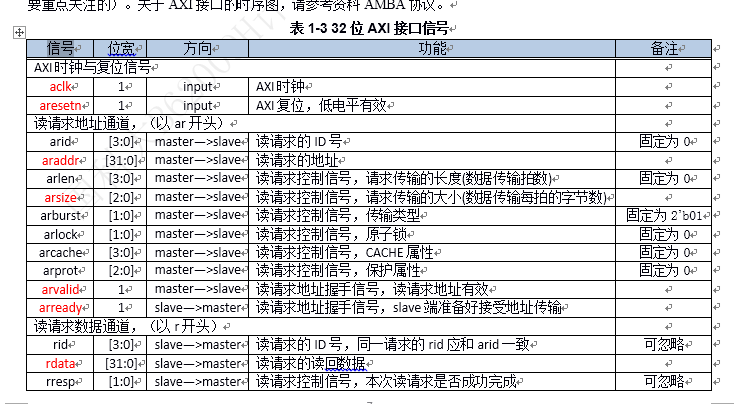 要重点关注的）。关于 AXI 接口的时序图，请参考资料 AMBA 协议。
表 1-3 32 位 AXI 接口信号
信号 位宽 方向 功能 备注
AXI时钟与复位信号
aclk 1 input AXI时钟
aresetn 1 input AXI复位，低电平有效
读请求地址通道，（以 ar 开头）
arid [3:0] master—>slave 读请求的 ID 号 固定为 0
araddr [31:0] master—>slave 读请求的地址
arlen [3:0] master—>slave 读请求控制信号，请求传输的长度(数据传输拍数) 固定为 0
arsize [2:0] master—>slave 读请求控制信号，请求传输的大小(数据传输每拍的字节数)
arburst [1:0] master—>slave 读请求控制信号，传输类型 固定为 2’b01
arlock [1:0] master—>slave 读请求控制信号，原子锁 固定为 0
arcache [3:0] master—>slave 读请求控制信号，CACHE 属性 固定为 0
arprot [2:0] master—>slave 读请求控制信号，保护属性 固定为 0
arvalid 1 master—>slave 读请求地址握手信号，读请求地址有效
arready 1 slave—>master 读请求地址握手信号，slave 端准备好接受地址传输
读请求数据通道，（以 r 开头）
rid [3:0] slave—>master 读请求的 ID 号，同一请求的 rid 应和 arid 一致 可忽略
rdata [31:0] slave—>master 读请求的读回数据
rresp [1:0] slave—>master 读请求控制信号，本次读请求是否成功完成 可忽略